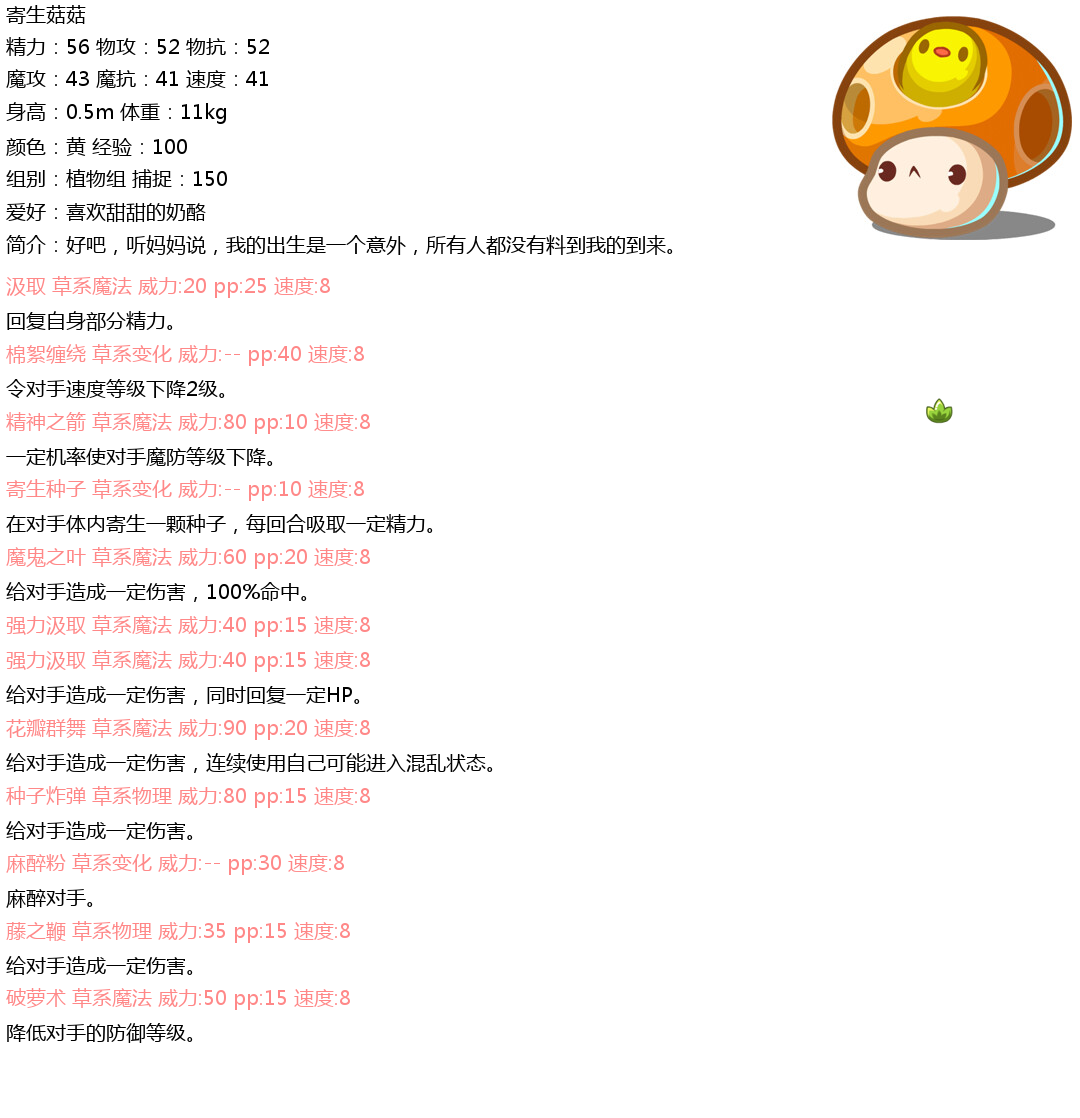 寄生菇菇
精力：56 物攻：52 物抗：52
魔攻：43 魔抗：41 速度：41
身高：0.5m 体重：11kg
颜色：黄 经验：100
组别：植物组 捕捉：150
爱好：喜欢甜甜的奶酪
简介：好吧，听妈妈说，我的出生是一个意外，所有人都没有料到我的到来。
汲取 草系魔法 威力:20 pp:25 速度:8
回复自身部分精力。
棉絮缠绕 草系变化 威力:-- pp:40 速度:8
令对手速度等级下降2级。
精神之箭 草系魔法 威力:80 pp:10 速度:8
一定机率使对手魔防等级下降。
寄生种子 草系变化 威力:-- pp:10 速度:8
在对手体内寄生一颗种子，每回合吸取一定精力。
魔鬼之叶 草系魔法 威力:60 pp:20 速度:8
给对手造成一定伤害，100%命中。
强力汲取 草系魔法 威力:40 pp:15 速度:8
强力汲取 草系魔法 威力:40 pp:15 速度:8
给对手造成一定伤害，同时回复一定HP。
花瓣群舞 草系魔法 威力:90 pp:20 速度:8
给对手造成一定伤害，连续使用自己可能进入混乱状态。
种子炸弹 草系物理 威力:80 pp:15 速度:8
给对手造成一定伤害。
麻醉粉 草系变化 威力:-- pp:30 速度:8
麻醉对手。
藤之鞭 草系物理 威力:35 pp:15 速度:8
给对手造成一定伤害。
破萝术 草系魔法 威力:50 pp:15 速度:8
降低对手的防御等级。